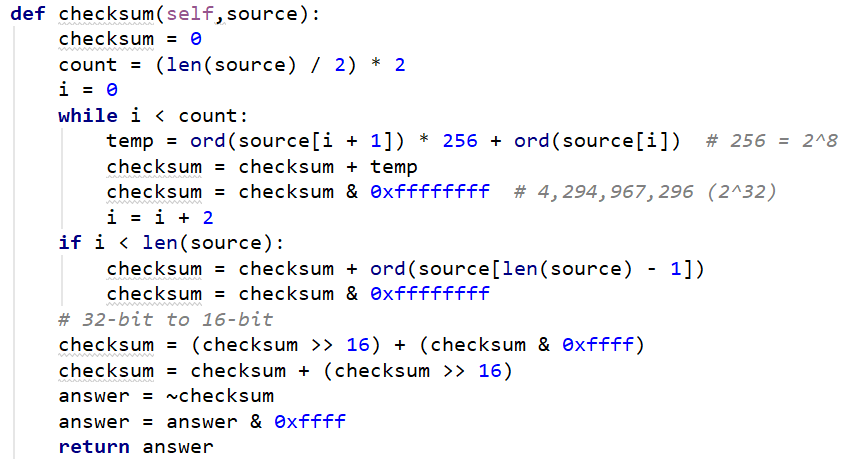 def checksum(self,source):
    checksum = 0
    count = (len(source) / 2) * 2
    i = 0
    while i < count:
        temp = ord(source[i + 1]) * 256 + ord(source[i])  # 256 = 2^8
        checksum = checksum + temp
        checksum = checksum & 0xffffffff  # 4,294,967,296 (2^32)
        i = i + 2
    if i < len(source):
        checksum = checksum + ord(source[len(source) - 1])
        checksum = checksum & 0xffffffff
    # 32-bit to 16-bit
    checksum = (checksum >> 16) + (checksum & 0xffff)
    checksum = checksum + (checksum >> 16)
    answer = ~checksum
    answer = answer & 0xffff
    return answer